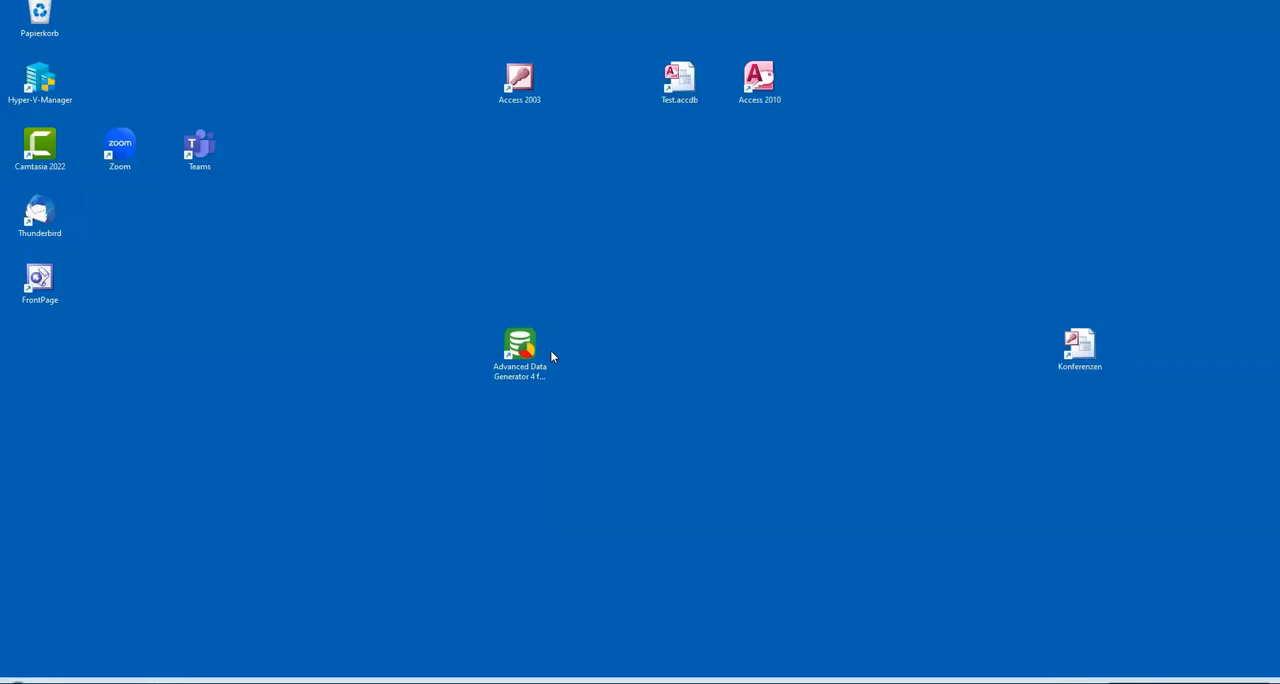 Papierkorb
Hyper-V-Manager
Access 2003
Test.accdb
Access 2010
Camtasia 2022
zoom
Zoom
Teams
Thunderbird
FrontPage
Advanced Data
Generator 4 f...
Konferenzen